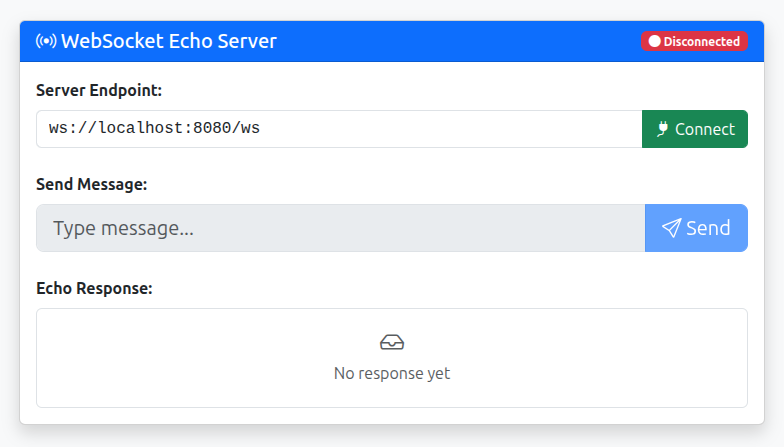 WebSocket Echo Server
Disconnected
Server Endpoint:
ws://localhost:8080/ws
Connect
Send Message:
Type message...
Send
Echo Response:
No response yet